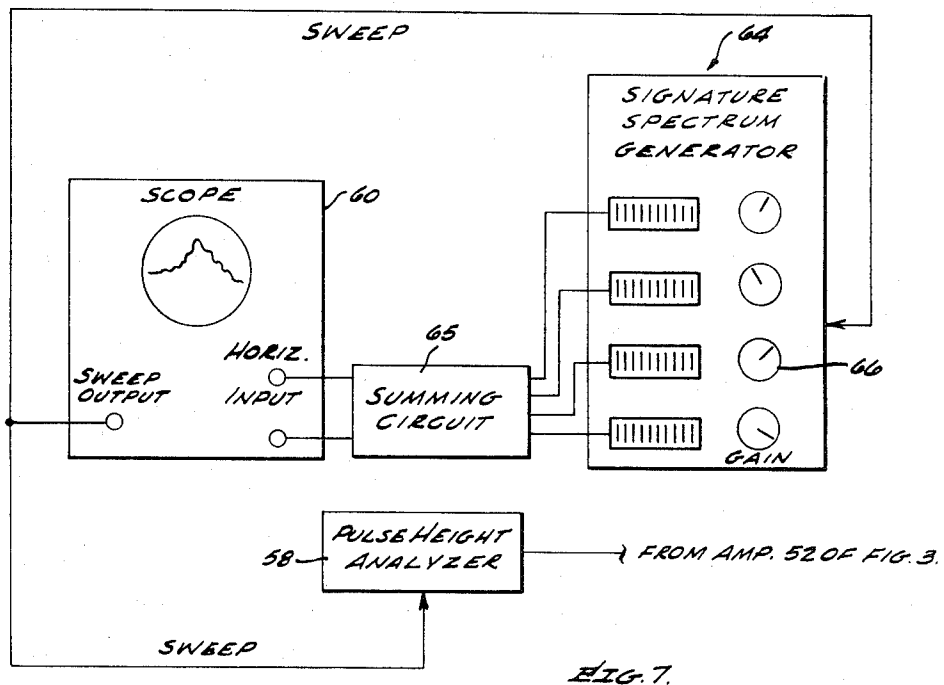 SWEEP
64
SIGNATURE
SPECTRUM
GENERATOR
SCOPE
60
HORIZ.
SWEEP
OUTPUT
INPUT
65
SUMMING
CIRCUIT
66
GAIN
PULSE HEIGHT
ANALYZER
58
FROM AMP. 52 OF FIG. 3.
SWEEP
FIG. 7.